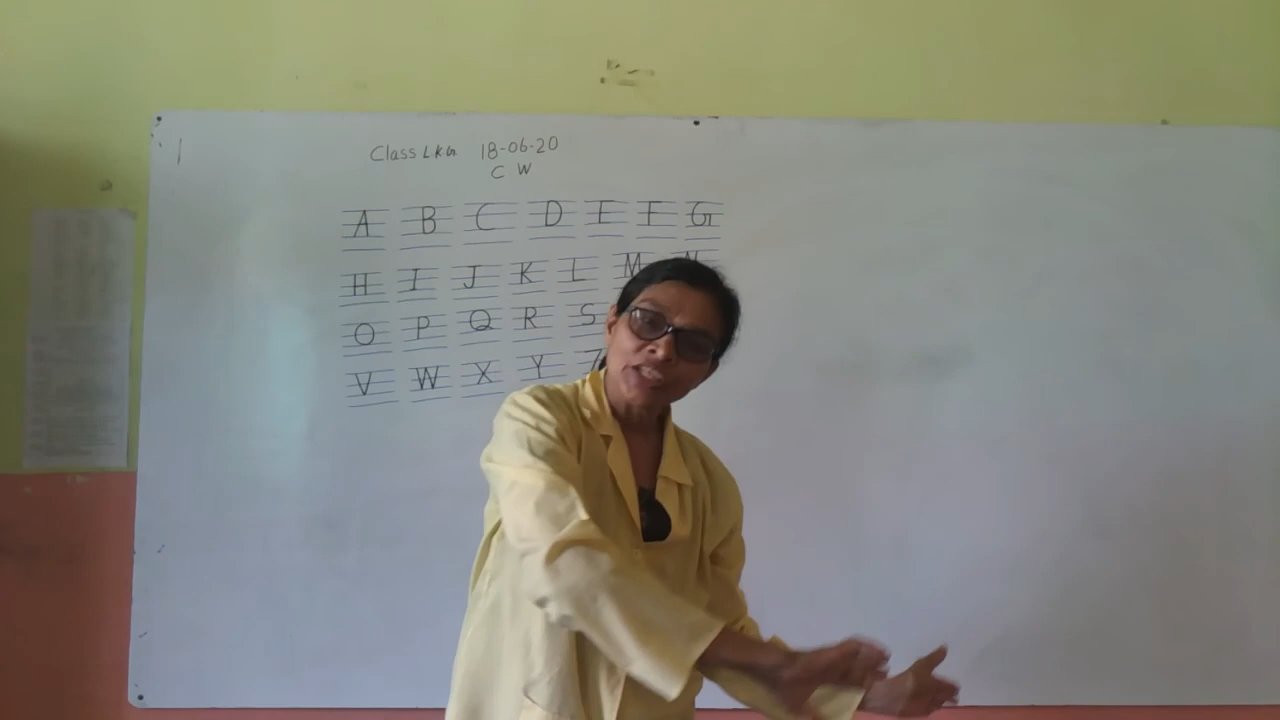 Class LKG 18-06-20
C W
A B C D E F G
H I J K L M N
O P Q R S
V W X Y Z